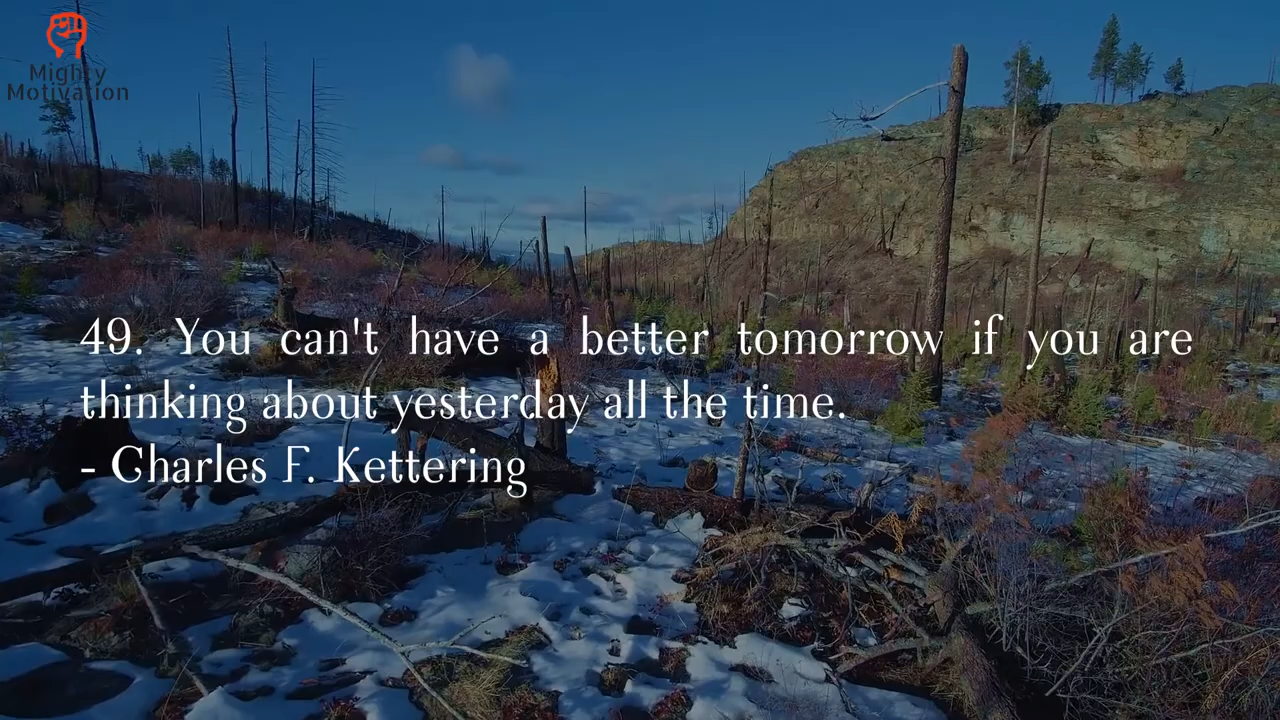 Mighty
Motivation
49. You can't have a better tomorrow if you are
thinking about yesterday all the time.
- Charles F. Kettering